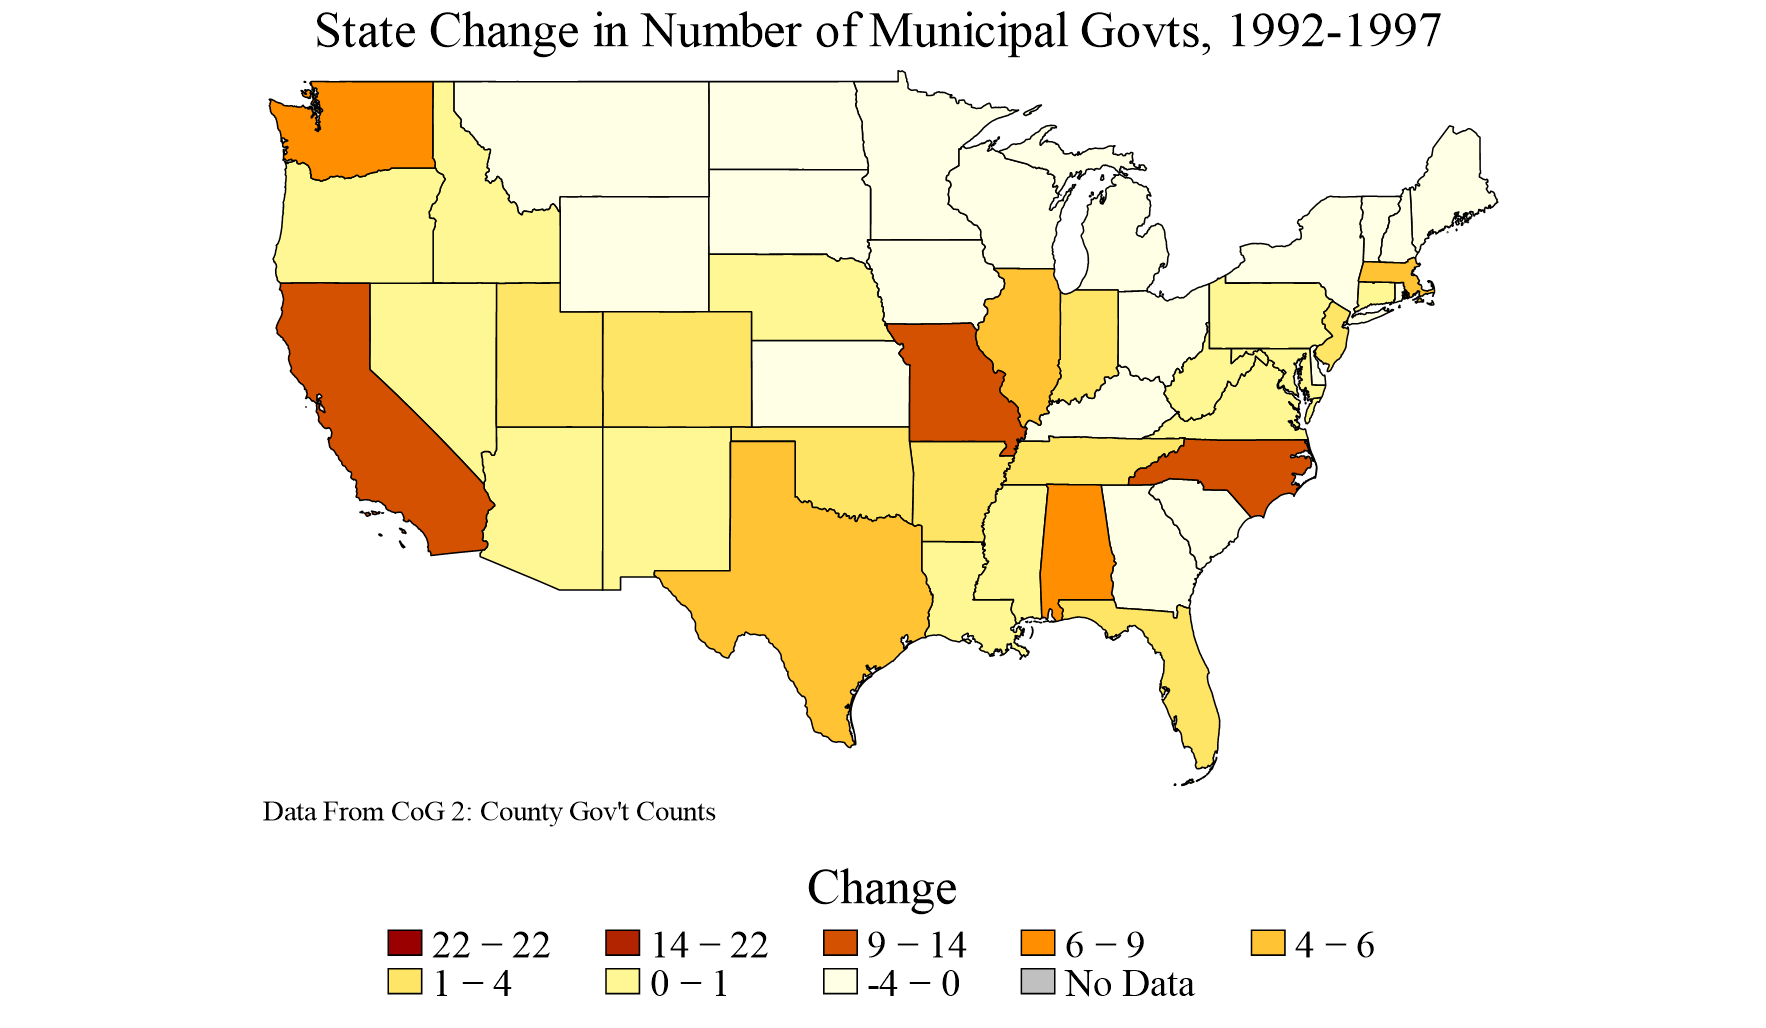 State Change in Number of Municipal Govts, 1992-1997
Data From CoG 2: County Gov't Counts
Change
22 – 22 14 – 22 9 – 14 6 – 9 4 – 6
1 – 4 0 – 1 -4 – 0 No Data